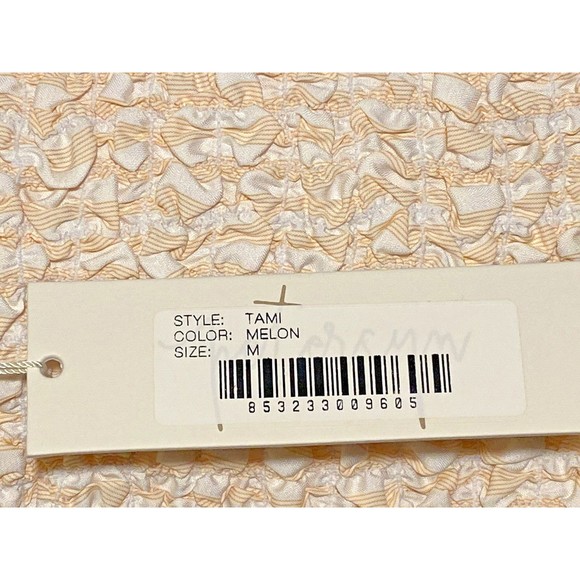 STYLE: TAMI
COLOR: MELON
SIZE: M
853233009605